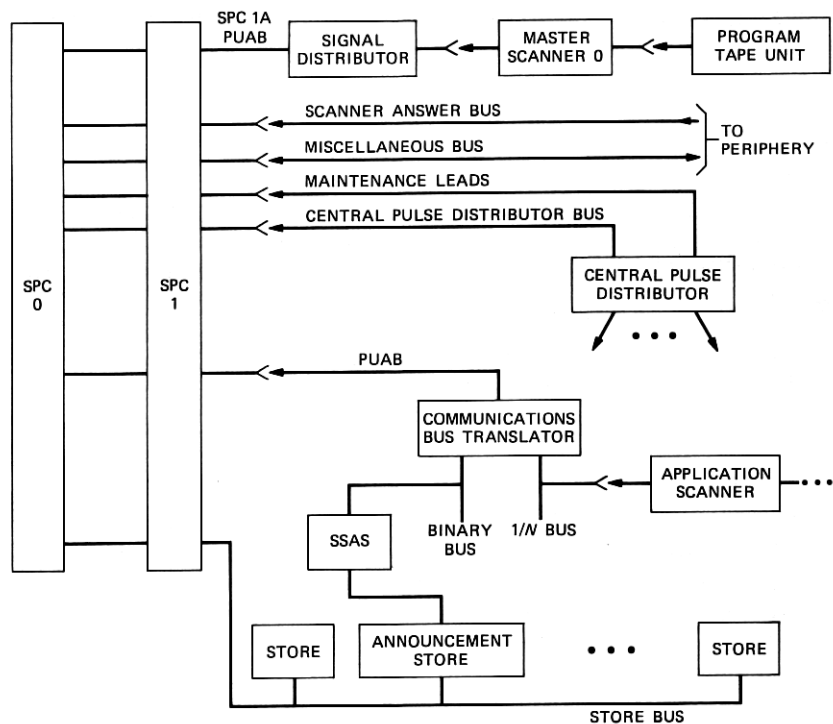 SPC 1A
PUAB
SIGNAL
DISTRIBUTOR
MASTER
SCANNER 0
PROGRAM
TAPE UNIT
SCANNER ANSWER BUS
MISCELLANEOUS BUS
TO
PERIPHERY
MAINTENANCE LEADS
CENTRAL PULSE DISTRIBUTOR BUS
SPC
0
SPC
1
CENTRAL PULSE
DISTRIBUTOR
PUAB
COMMUNICATIONS
BUS TRANSLATOR
APPLICATION
SCANNER
SSAS
BINARY
BUS
1/N BUS
STORE
ANNOUNCEMENT
STORE
STORE
STORE BUS